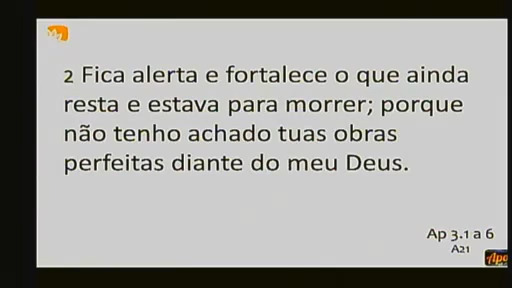 2 Fica alerta e fortalece o que ainda
resta e estava para morrer; porque
não tenho achado tuas obras
perfeitas diante do meu Deus.
Ap 3.1 a 6
A21
Apo